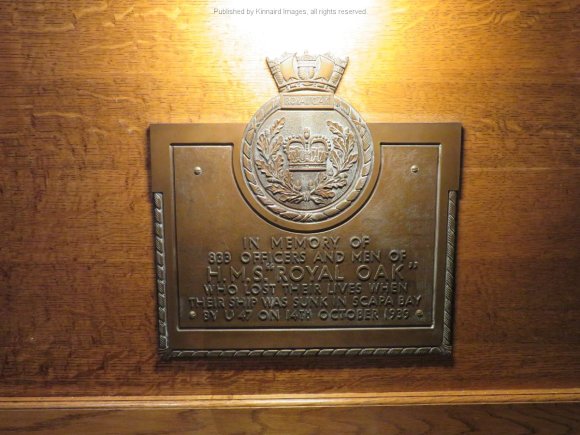 Published by Kinnaird Images, all rights reserved
ROYAL OAK
IN MEMORY OF
833 OFFICERS AND MEN OF
H.M.S. "ROYAL OAK"
WHO LOST THEIR LIVES WHEN
THEIR SHIP WAS SUNK IN SCAPA BAY
BY U 47 ON 14TH OCTOBER 1939